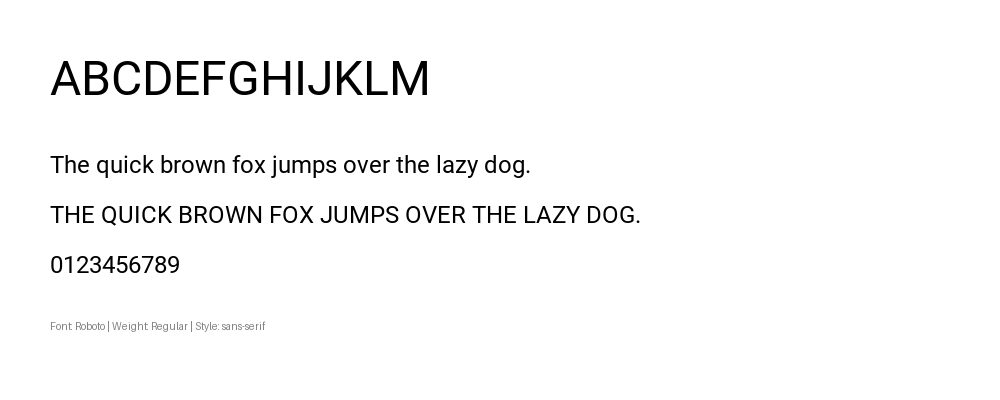 ABCDEFGHIJKLM
The quick brown fox jumps over the lazy dog.
THE QUICK BROWN FOX JUMPS OVER THE LAZY DOG.
0123456789
Font: Roboto | Weight: Regular | Style: sans-serif